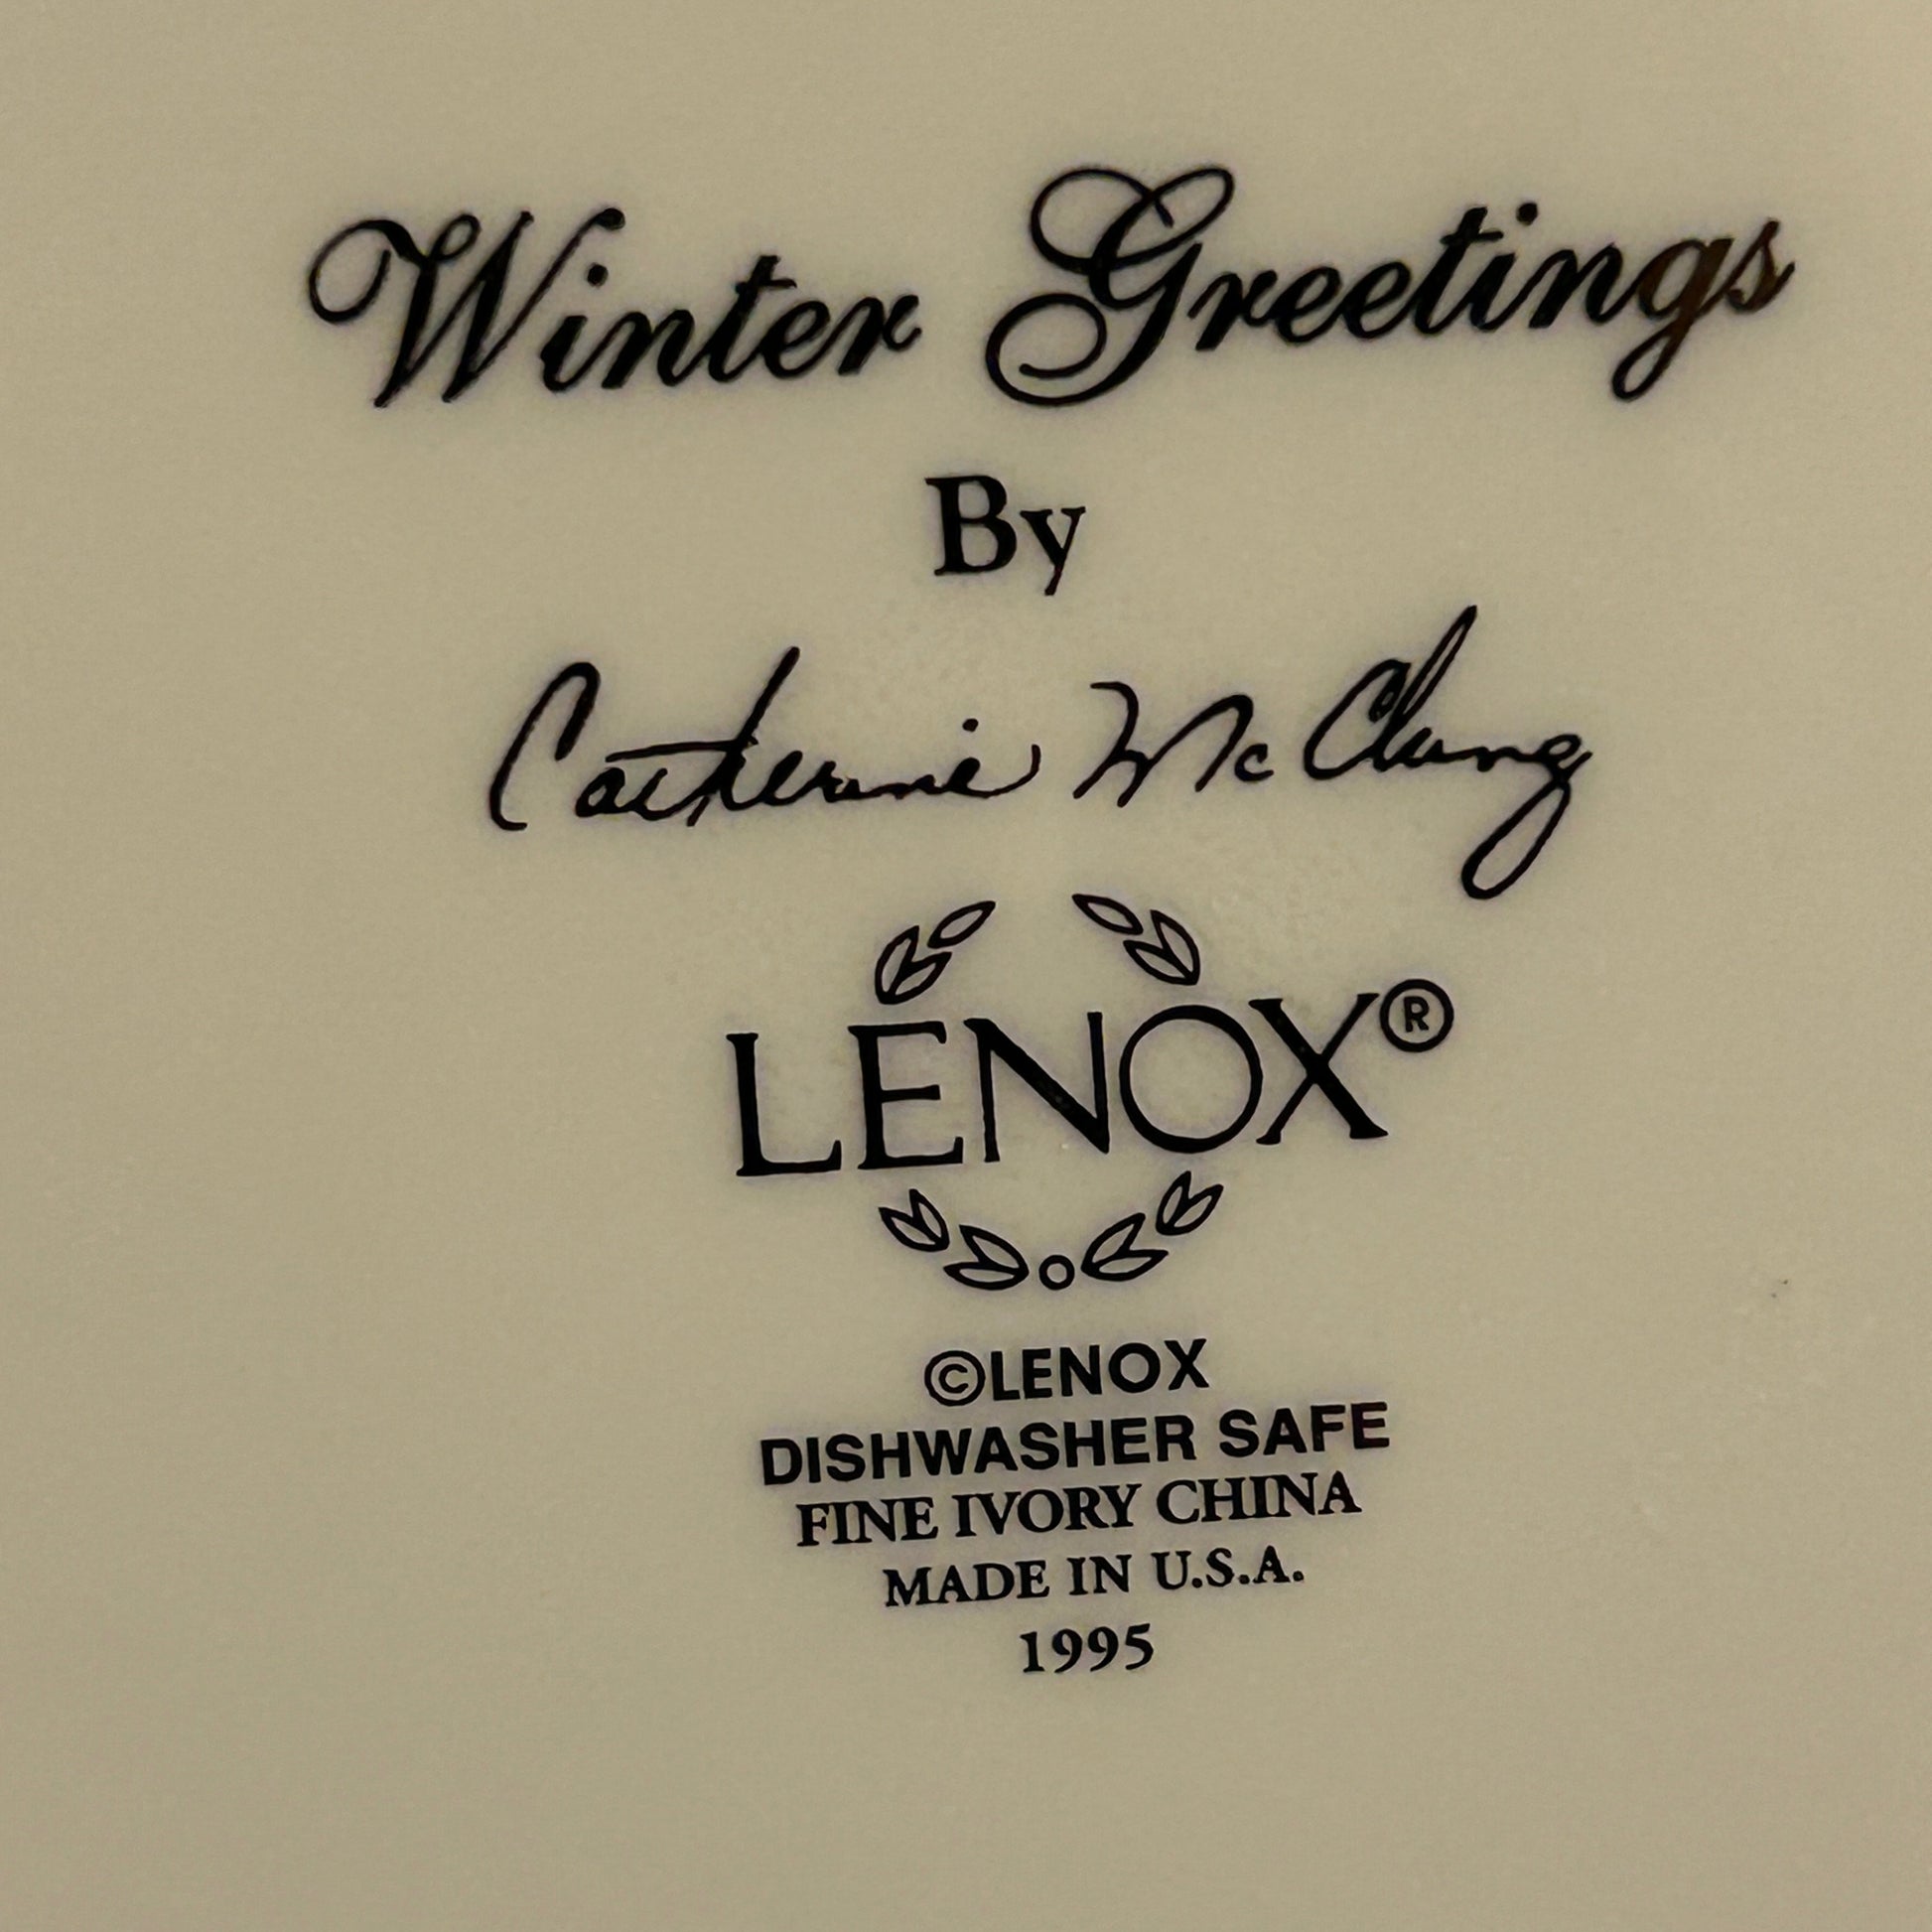 Winter Greetings
By
Catherine McClung
LENOX®
©LENOX
DISHWASHER SAFE
FINE IVORY CHINA
MADE IN U.S.A.
1995